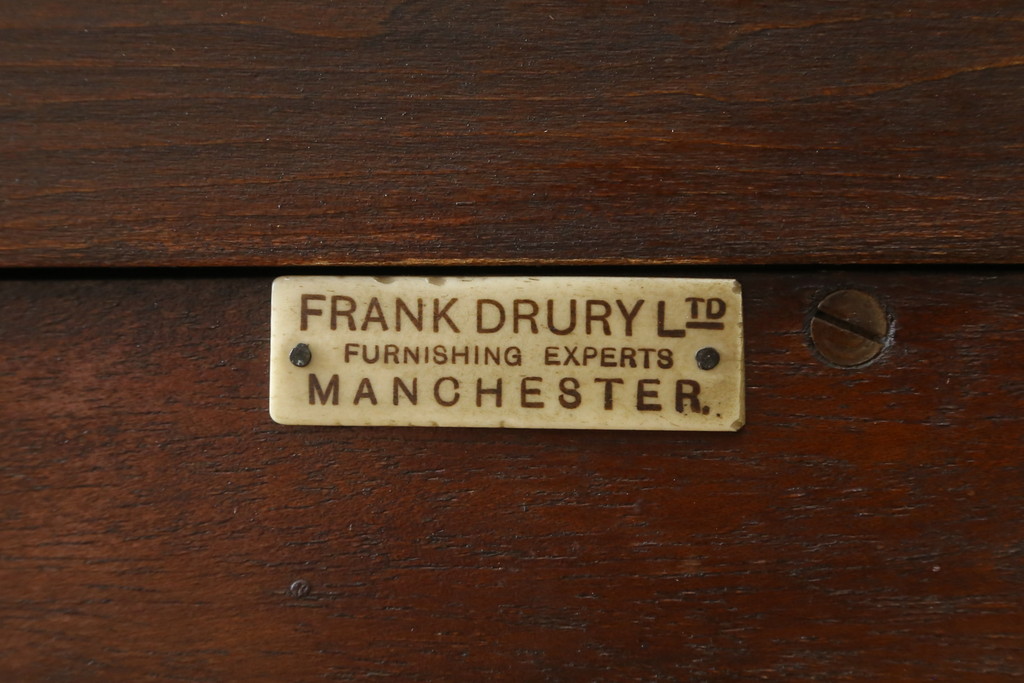 FRANK DRURY LTD
FURNISHING EXPERTS
MANCHESTER.